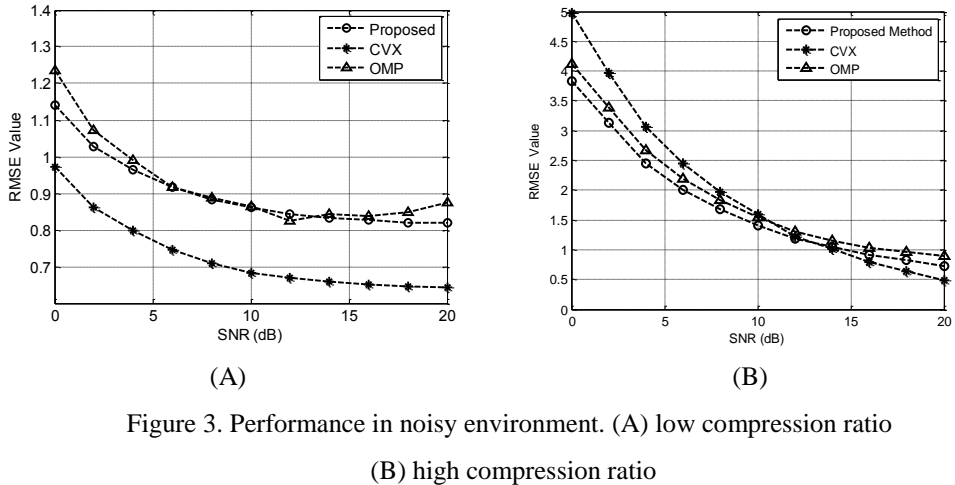 1.4
1.3
1.2
1.1
1
0.9
0.8
0.7
0 5 10 15 20
SNR (dB)
RMSE Value
Proposed
CVX
OMP
(A)
5
4.5
4
3.5
3
2.5
2
1.5
1
0.5
0
0 5 10 15 20
SNR (dB)
RMSE Value
Proposed Method
CVX
OMP
(B)
Figure 3. Performance in noisy environment. (A) low compression ratio
(B) high compression ratio